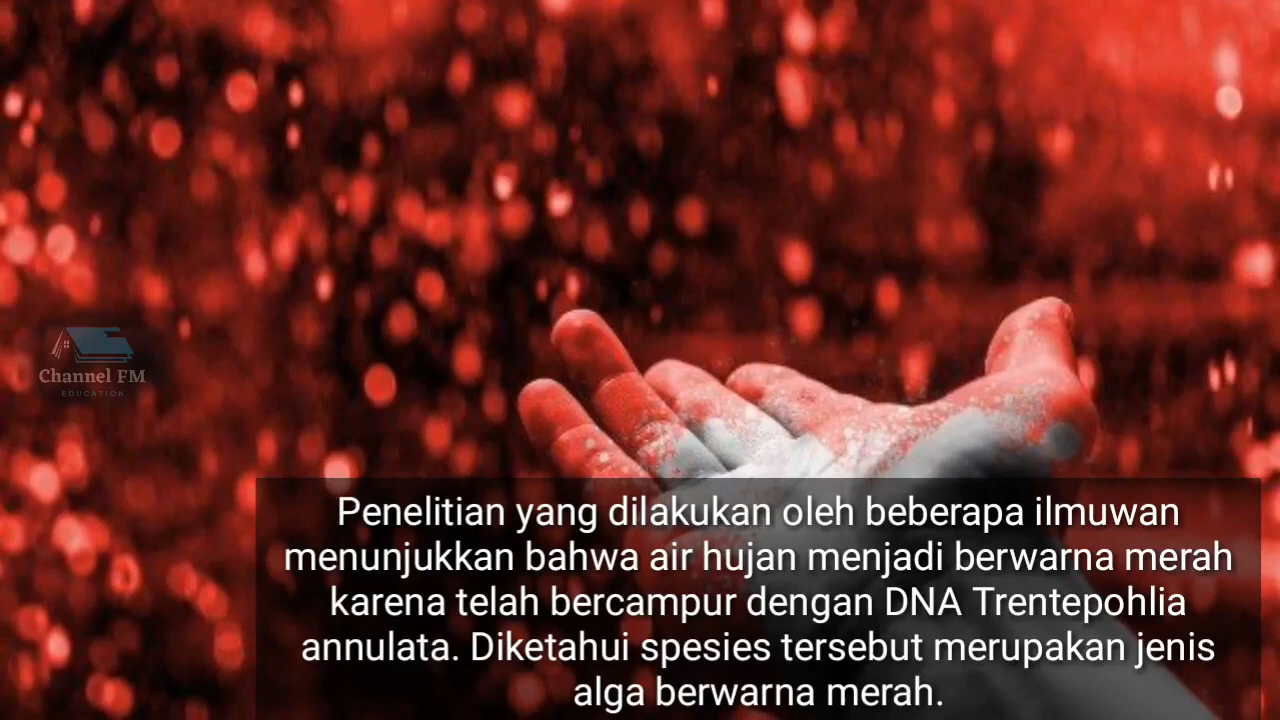 Channel FM
EDUCATION
Penelitian yang dilakukan oleh beberapa ilmuwan
menunjukkan bahwa air hujan menjadi berwarna merah
karena telah bercampur dengan DNA Trentepohlia
annulata. Diketahui spesies tersebut merupakan jenis
alga berwarna merah.